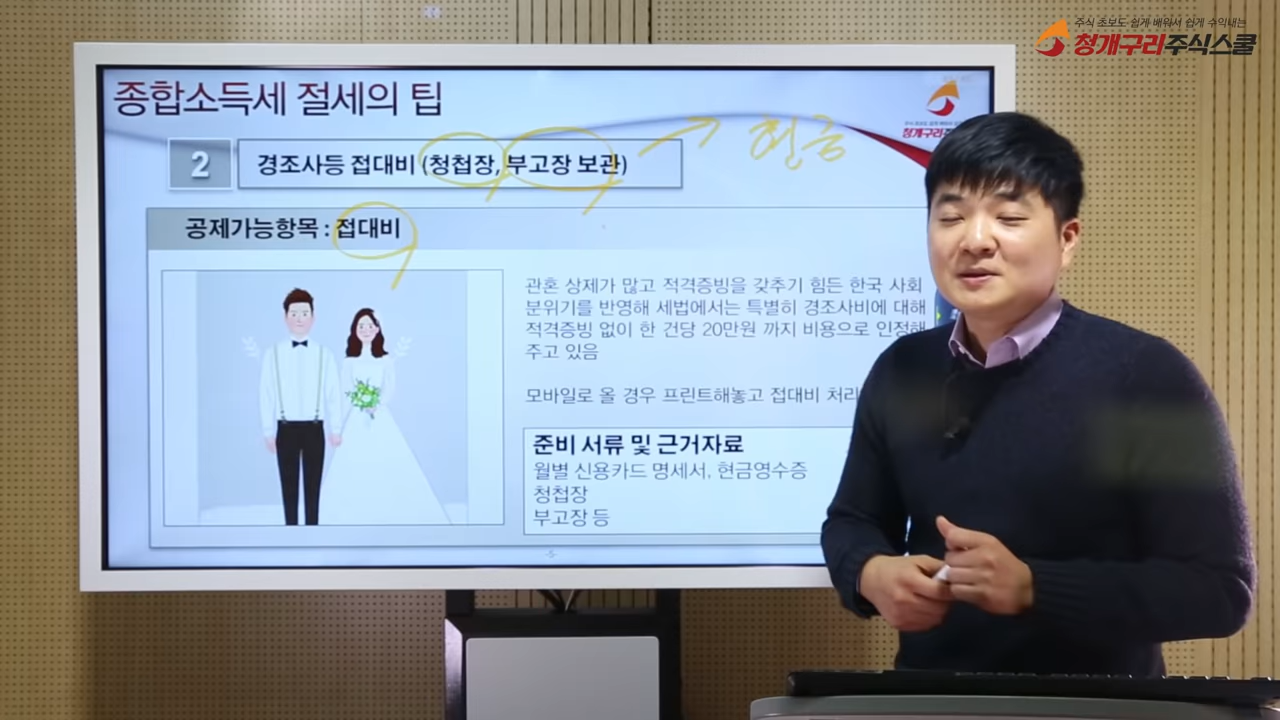 주식 초보도 쉽게 배워서 쉽게 수익내는
청개구리주식스쿨
종합소득세 절세의 팁
청개구리주
2
경조사등 접대비 (청첩장, 부고장 보관)
현금
공제가능항목 : 접대비
관혼 상제가 많고 적격증빙을 갖추기 힘든 한국 사회
분위기를 반영해 세법에서는 특별히 경조사비에 대해
적격증빙 없이 한 건당 20만원 까지 비용으로 인정해
주고 있음
모바일로 올 경우 프린트해놓고 접대비 처리
준비 서류 및 근거자료
월별 신용카드 명세서, 현금영수증
청첩장
부고장 등